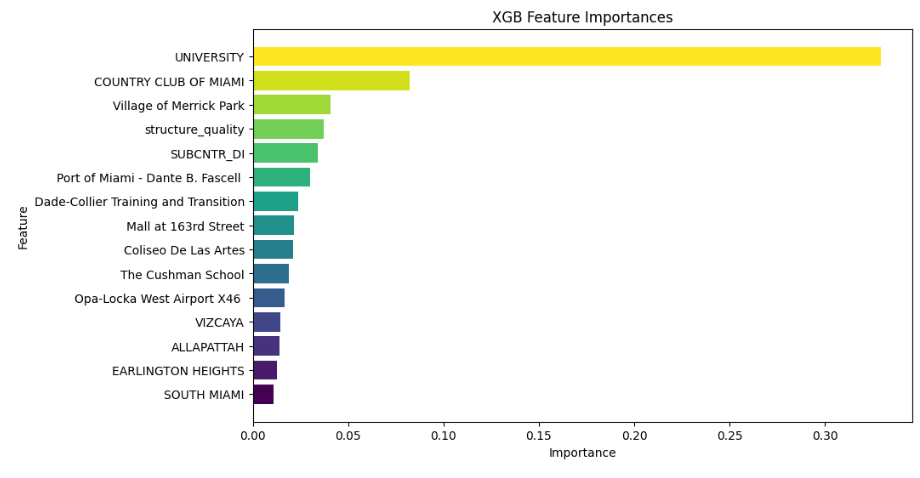 XGB Feature Importances
UNIVERSITY
COUNTRY CLUB OF MIAMI
Village of Merrick Park
structure_quality
SUBCNTR_DI
Port of Miami - Dante B. Fascell
Dade-Collier Training and Transition
Mall at 163rd Street
Coliseo De Las Artes
The Cushman School
Opa-Locka West Airport X46
VIZCAYA
ALLAPATTAH
EARLINGTON HEIGHTS
SOUTH MIAMI
Feature
0.00 0.05 0.10 0.15 0.20 0.25 0.30
Importance